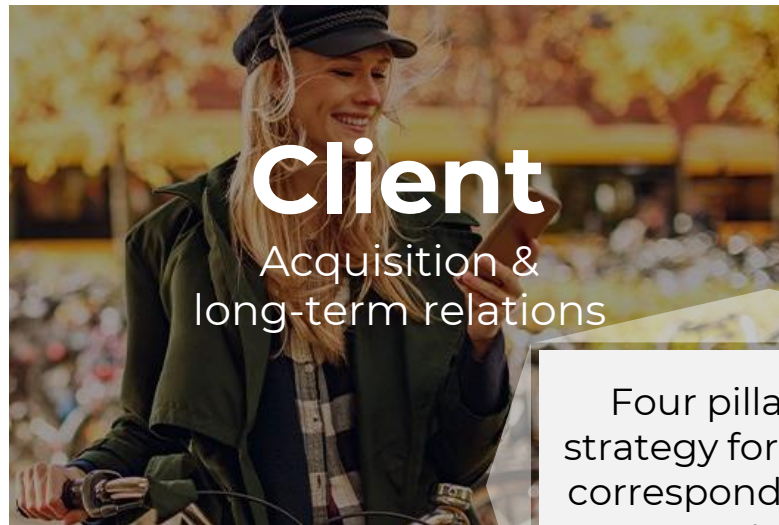 Client
Acquisition &
long-term relations
Four pilla
strategy for
correspond